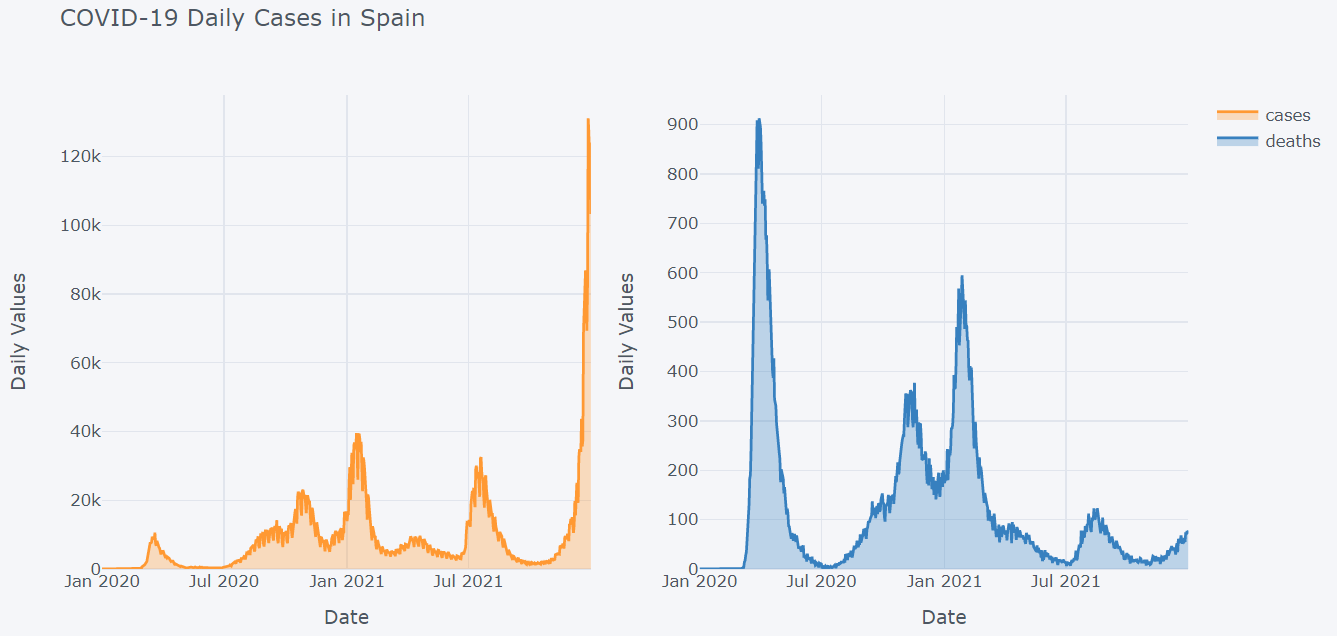 COVID-19 Daily Cases in Spain
120k
100k
80k
60k
40k
20k
0
Jan 2020 Jul 2020 Jan 2021 Jul 2021
Date
Daily Values
900
800
700
600
500
400
300
200
100
0
Jan 2020 Jul 2020 Jan 2021 Jul 2021
Date
Daily Values
cases
deaths